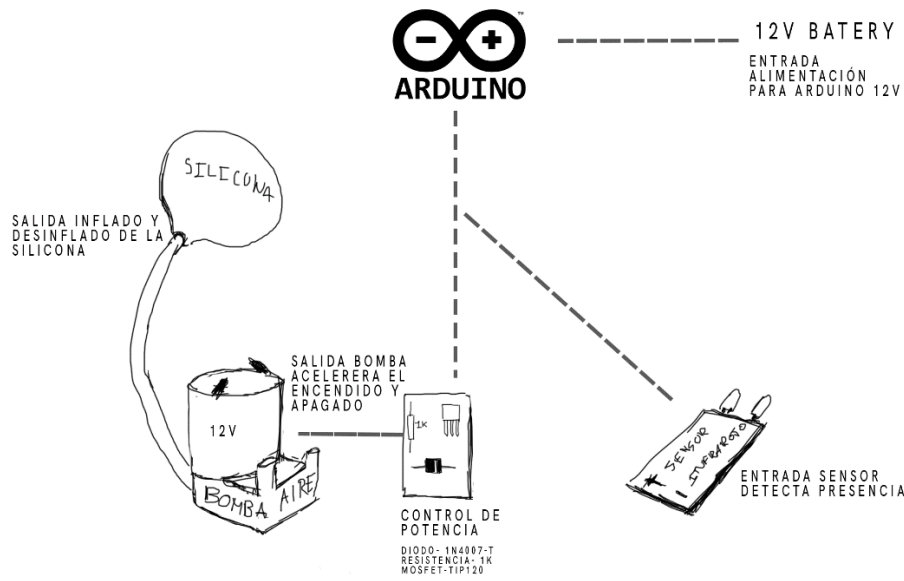 ARDUINO
TM
12V BATERY
ENTRADA
ALIMENTACIÓN
PARA ARDUINO 12V
SILICONA
SALIDA INFLADO Y
DESINFLADO DE LA
SILICONA
SALIDA BOMBA
ACELERERA EL
ENCENDIDO Y
APAGADO
12V
BOMBA AIRE
1K
CONTROL DE
POTENCIA
DIODO- 1N4007-T
RESISTENCIA- 1K
MOSFET-TIP120
SENSOR
INFRAROJO
+ -
ENTRADA SENSOR
DETECTA PRESENCIA